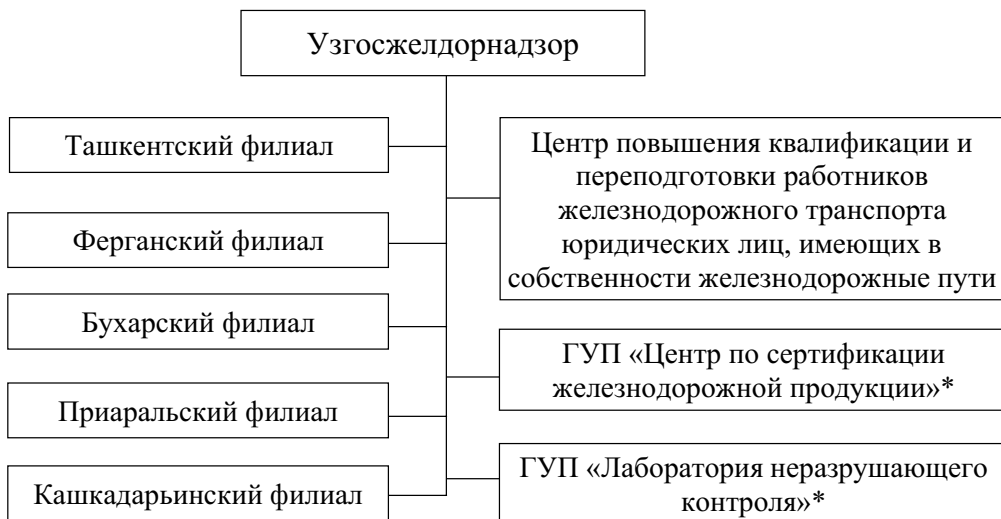 Узгосжелдорнадзор
Ташкентский филиал
Ферганский филиал
Бухарский филиал
Приаральский филиал
Кашкадарьинский филиал
Центр повышения квалификации и
переподготовки работников
железнодорожного транспорта
юридических лиц, имеющих в
собственности железнодорожные пути
ГУП «Центр по сертификации
железнодорожной продукции»*
ГУП «Лаборатория неразрушающего
контроля»*